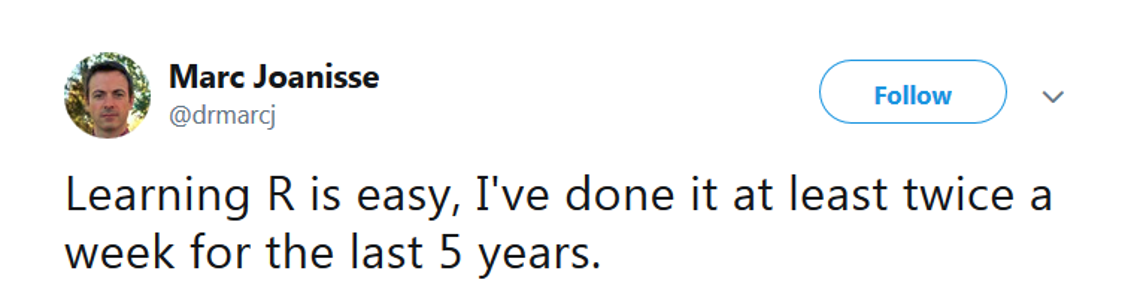 Marc Joanisse
@drmarcj
Follow
Learning R is easy, I've done it at least twice a
week for the last 5 years.